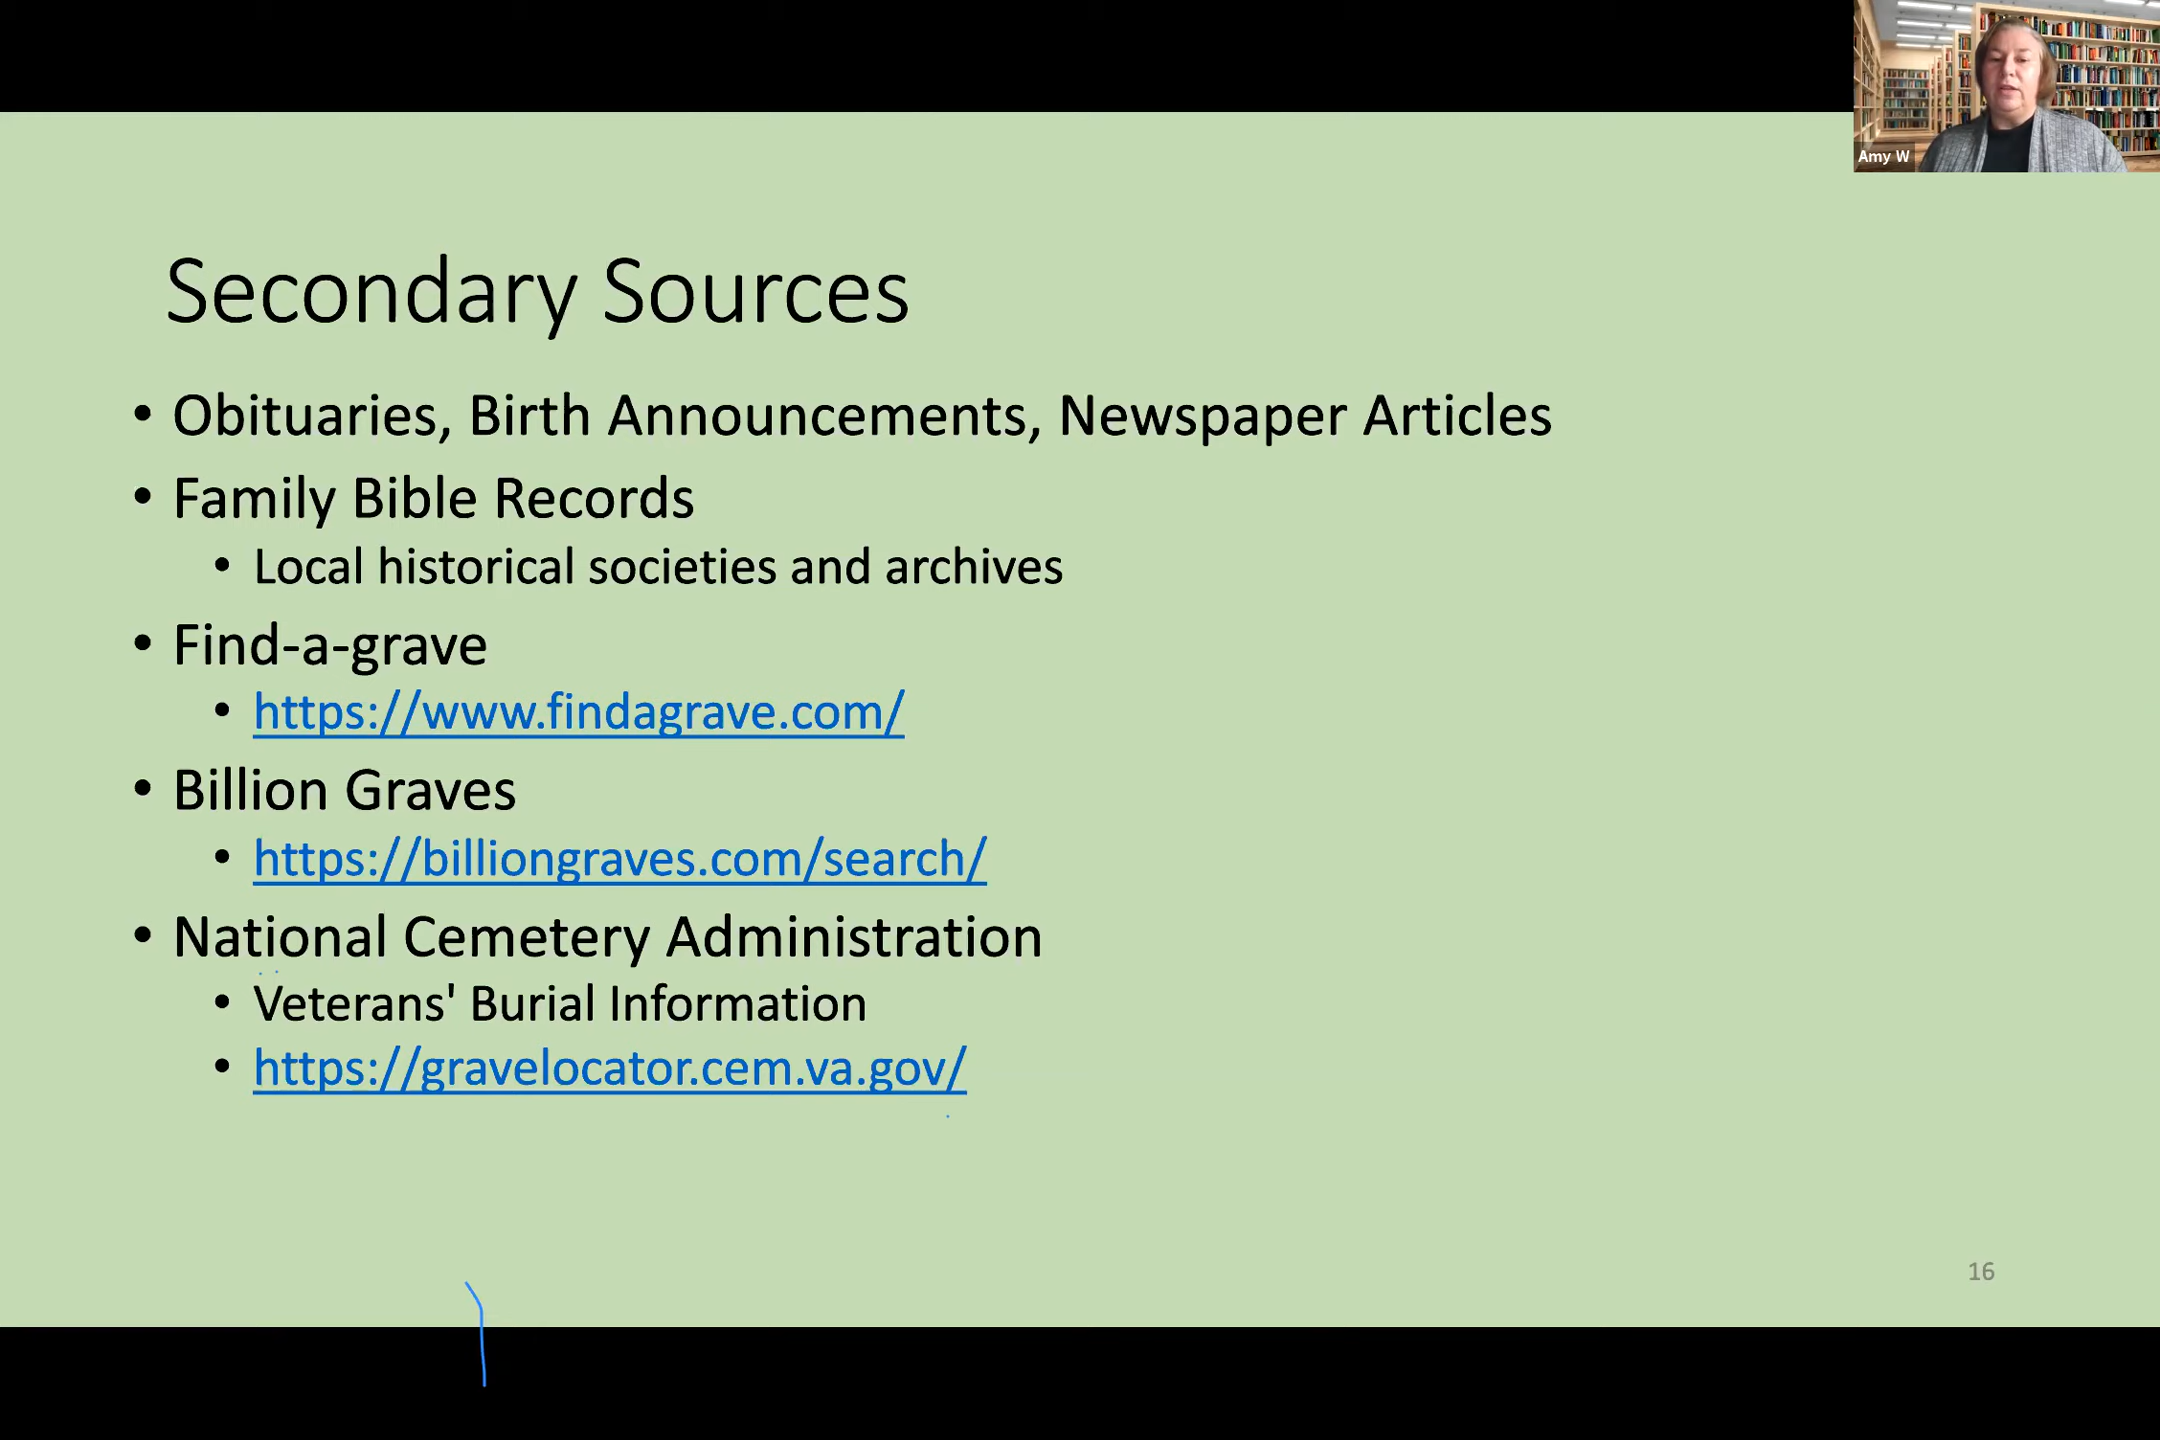 Amy W
Secondary Sources
• Obituaries, Birth Announcements, Newspaper Articles
• Family Bible Records
• Local historical societies and archives
• Find-a-grave
• https://www.findagrave.com/
• Billion Graves
• https://billiongraves.com/search/
• National Cemetery Administration
• Veterans' Burial Information
• https://gravelocator.cem.va.gov/
16